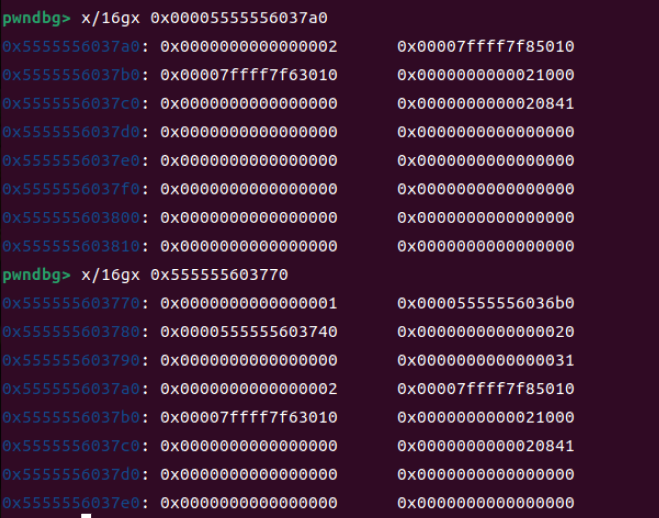 pwndbg> x/16gx 0x00005555556037a0
0x5555556037a0: 0x0000000000000002 0x00007ffff7f85010
0x5555556037b0: 0x00007ffff7f63010 0x0000000000021000
0x5555556037c0: 0x0000000000000000 0x0000000000020841
0x5555556037d0: 0x0000000000000000 0x0000000000000000
0x5555556037e0: 0x0000000000000000 0x0000000000000000
0x5555556037f0: 0x0000000000000000 0x0000000000000000
0x555555603800: 0x0000000000000000 0x0000000000000000
0x555555603810: 0x0000000000000000 0x0000000000000000
pwndbg> x/16gx 0x555555603770
0x555555603770: 0x0000000000000001 0x00005555556036b0
0x555555603780: 0x0000555555603740 0x0000000000000020
0x555555603790: 0x0000000000000000 0x0000000000000031
0x5555556037a0: 0x0000000000000002 0x00007ffff7f85010
0x5555556037b0: 0x00007ffff7f63010 0x0000000000021000
0x5555556037c0: 0x0000000000000000 0x0000000000020841
0x5555556037d0: 0x0000000000000000 0x0000000000000000
0x5555556037e0: 0x0000000000000000 0x0000000000000000